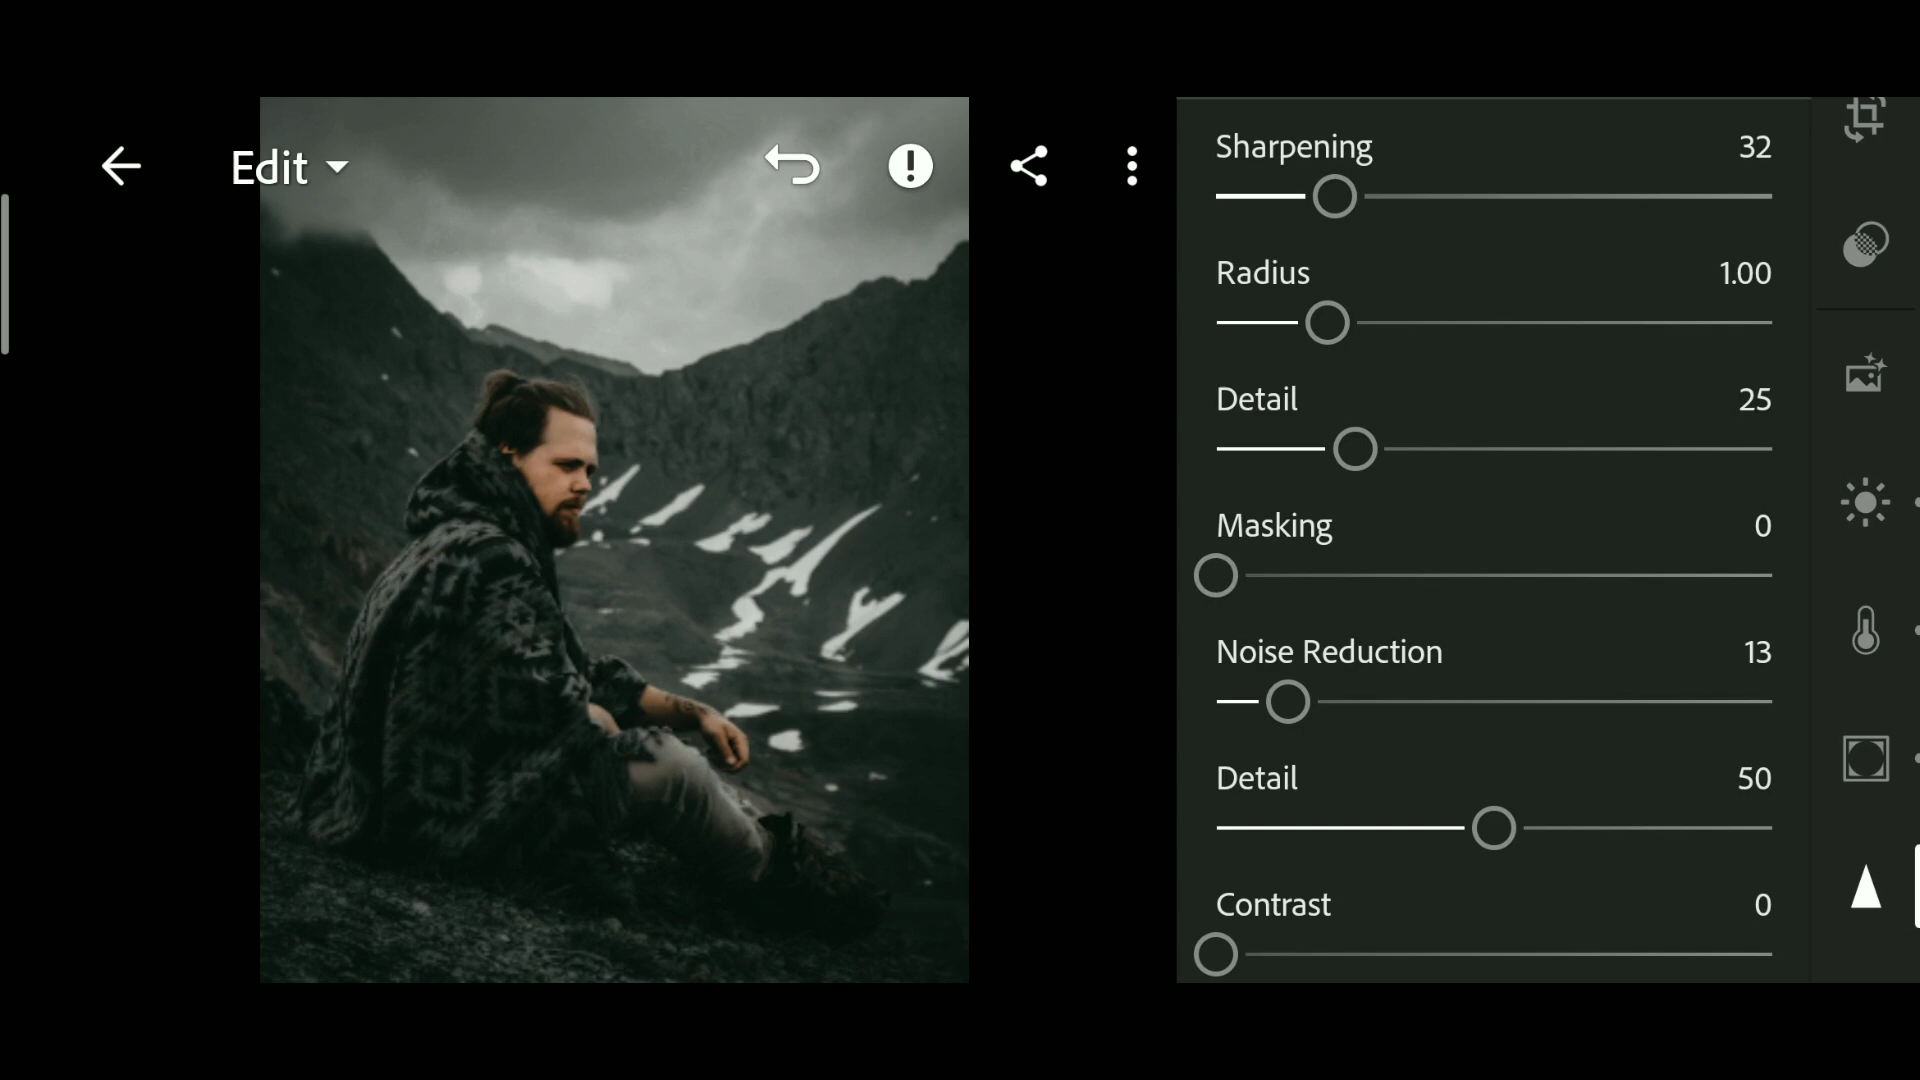 Edit
Sharpening 32
Radius 1.00
Detail 25
Masking 0
Noise Reduction 13
Detail 50
Contrast 0